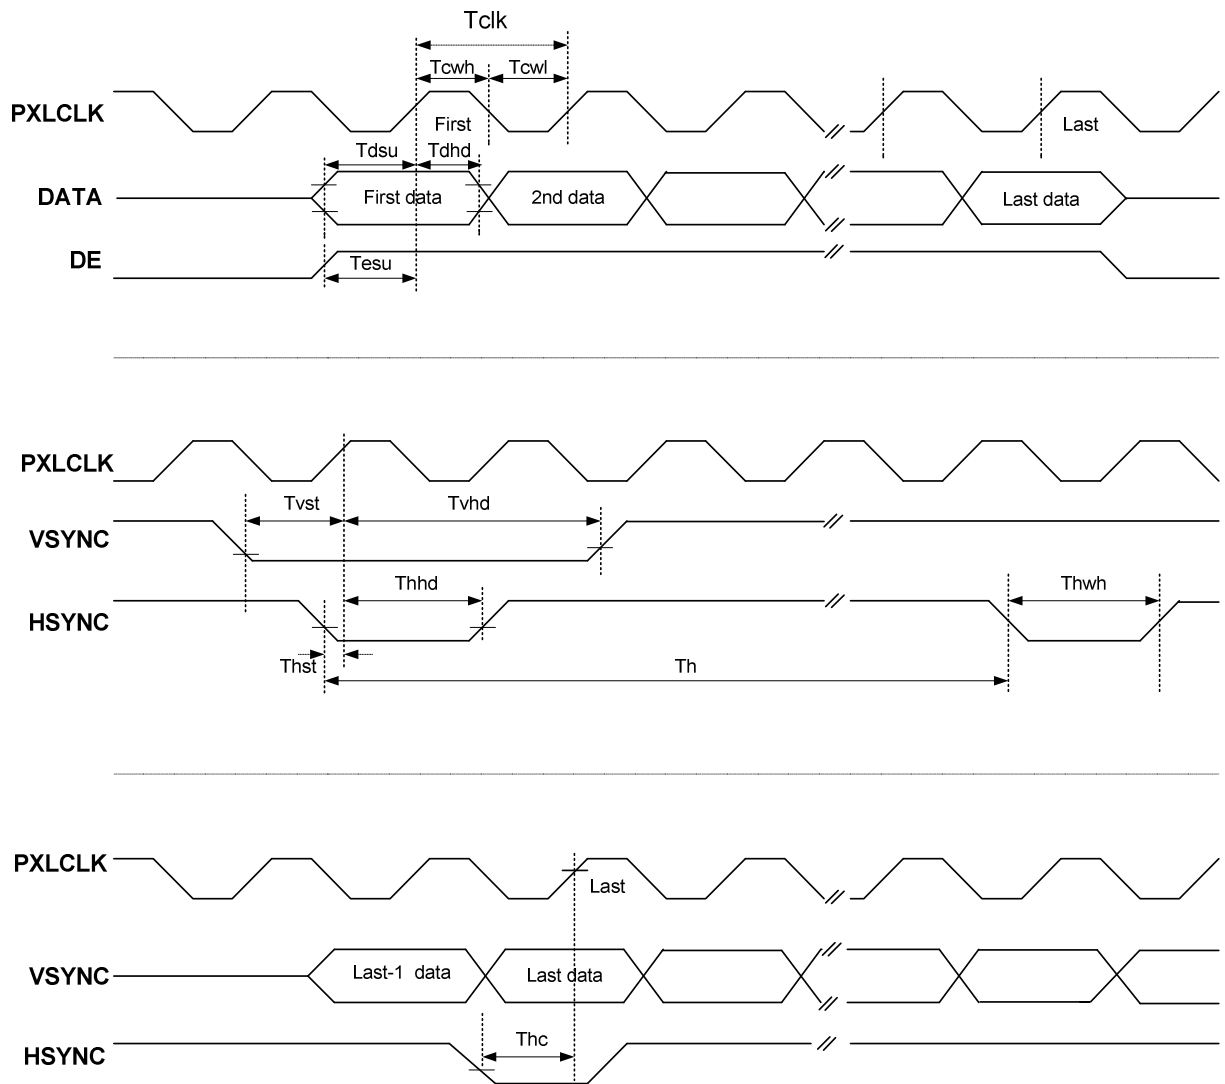 Tclk
Tcwh Tcwl
PXLCLK
First Last
Tdsu Tdhd
DATA First data 2nd data Last data
DE
Tesu
PXLCLK
Tvst Tvhd
VSYNC
Thhd Thwh
HSYNC
Thst Th
PXLCLK
Last
VSYNC Last-1 data Last data
Thc
HSYNC